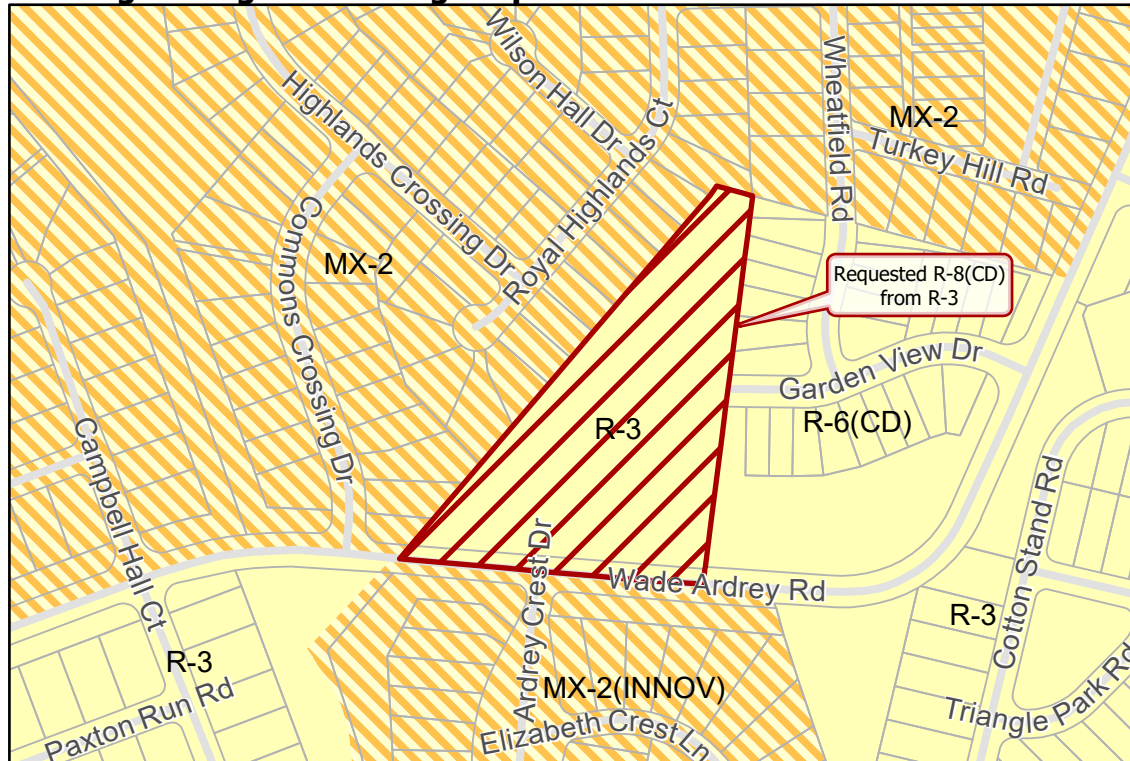 Wilson Hall Dr
Highlands Crossing Dr
Royal Highlands Ct
Wheatfield Rd
MX-2
Turkey Hill Rd
Commons Crossing Dr
MX-2
Requested R-8(CD)
from R-3
Garden View Dr
R-6(CD)
R-3
Campbell Hall Ct
Cotton Stand Rd
Ardrey Crest Dr
Wade Ardrey Rd
R-3
R-3
MX-2(INNOV)
Paxton Run Rd
Elizabeth Crest Ln
Triangle Park Rd